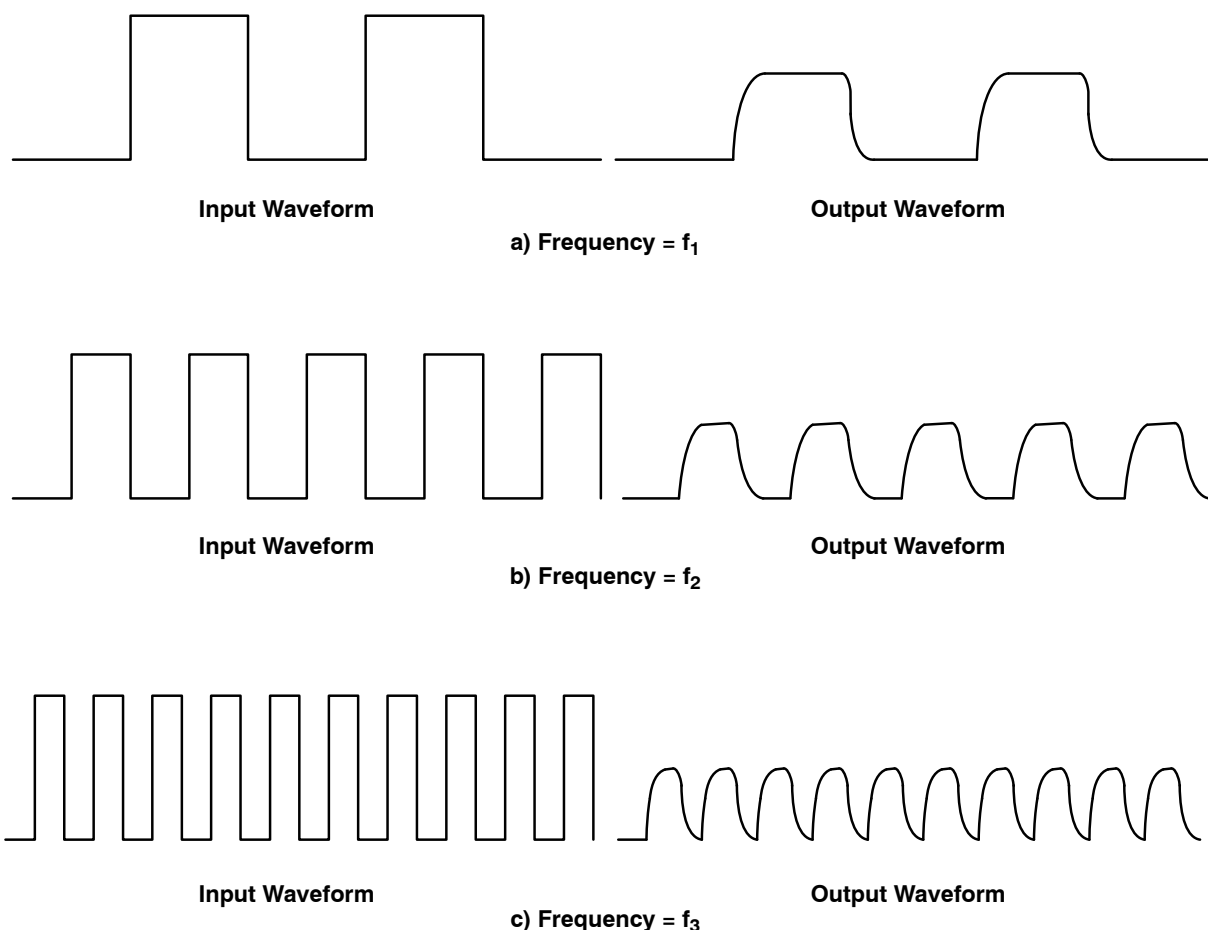 Input Waveform
Output Waveform
a) Frequency = f₁
Input Waveform
Output Waveform
b) Frequency = f₂
Input Waveform
Output Waveform
c) Frequency = f₃